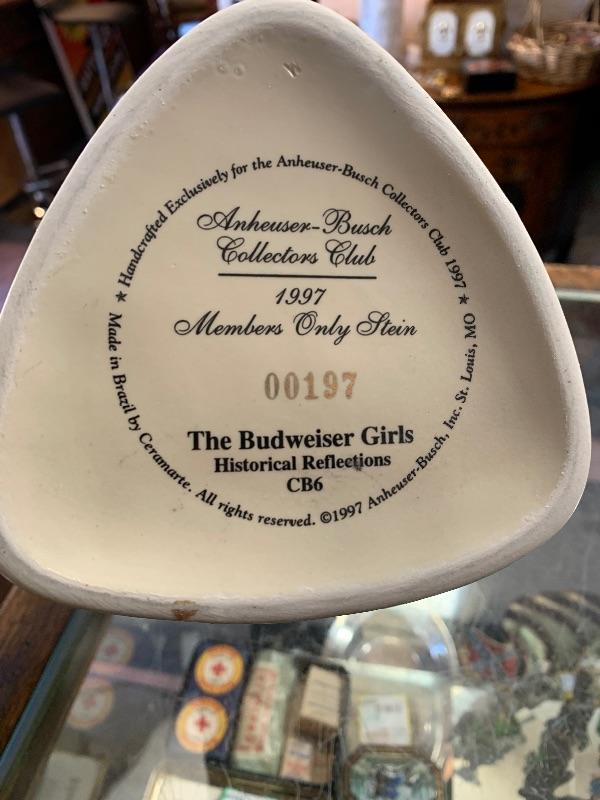 ★ Handcrafted Exclusively for the Anheuser-Busch Collectors Club 1997 ★
Anheuser-Busch
Collectors Club
1997
Members Only Stein
00197
The Budweiser Girls
Historical Reflections
CB6
Made in Brazil by Ceramarte. All rights reserved. ©1997 Anheuser-Busch, Inc. St. Louis, MO